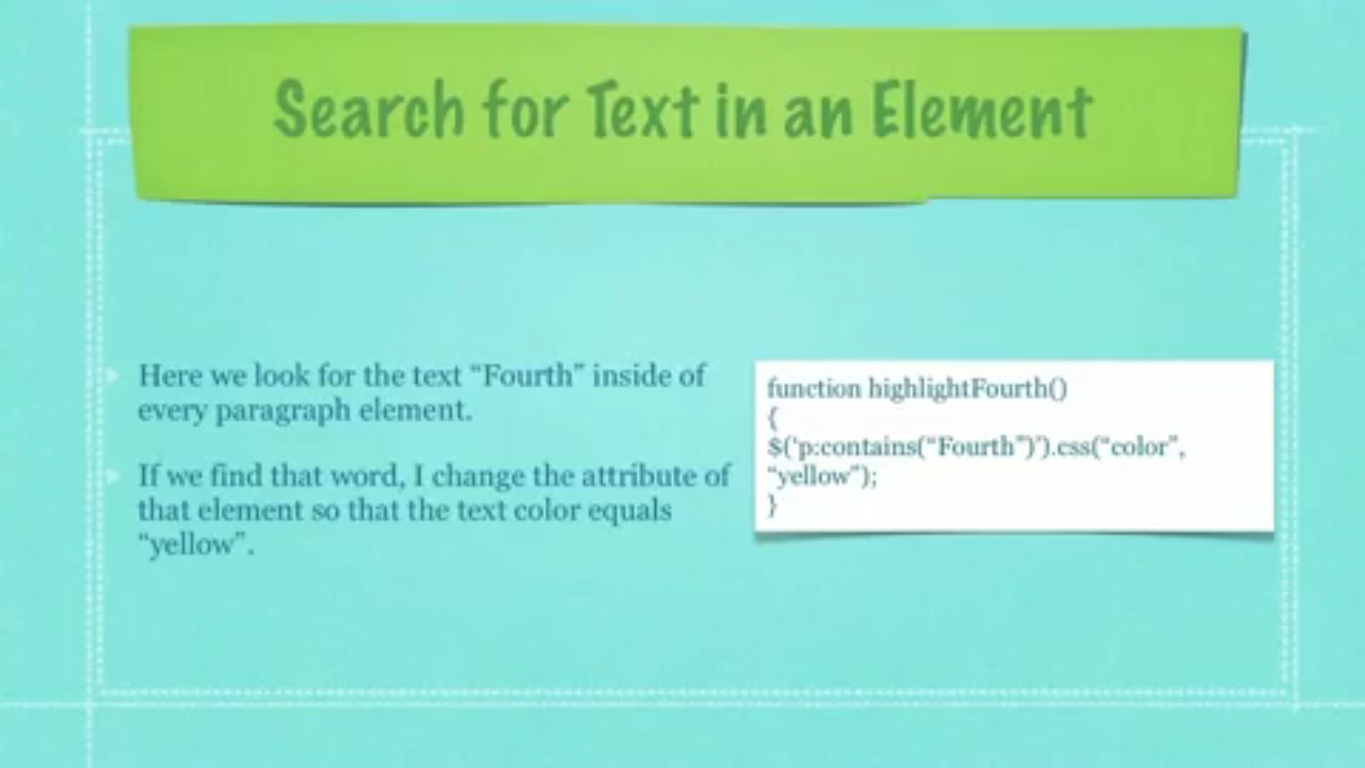 Search for Text in an Element
Here we look for the text “Fourth” inside of
every paragraph element.
If we find that word, I change the attribute of
that element so that the text color equals
“yellow”.
function highlightFourth()
{
$(‘p:contains(“Fourth”)’).css(“color”,
“yellow”);
}